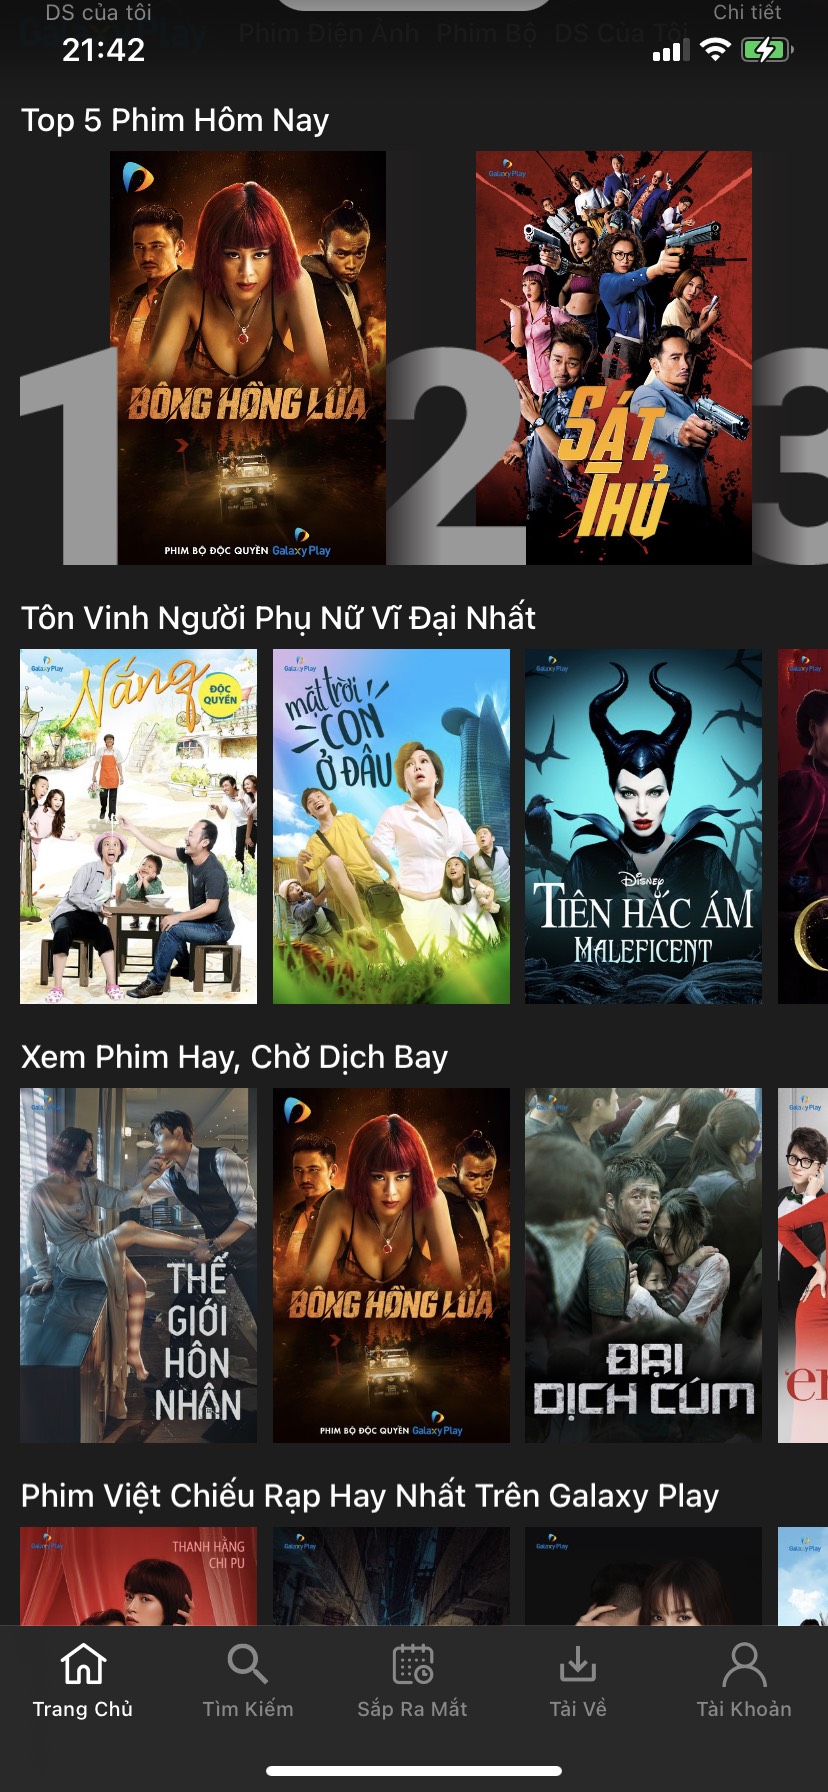 DS của tôi
Chi tiết
Phim Điện Ảnh Phim Bộ DS Của Tôi
21:42
Top 5 Phim Hôm Nay
1
BÔNG HỒNG LỬA
PHIM BỘ ĐỘC QUYỀN Galaxy Play
2
Galaxy Play
SÁT
THỦ
3
Tôn Vinh Người Phụ Nữ Vĩ Đại Nhất
Galaxy Play
Nắng
ĐỘC
QUYỀN
Galaxy Play
mặt trời
CON
Ở ĐÂU
Galaxy Play
DISNEY
TIÊN HẮC ÁM
MALEFICENT
Galaxy Play
Xem Phim Hay, Chờ Dịch Bay
Galaxy Play
THẾ
GIỚI
HÔN
NHÂN
BÔNG HỒNG LỬA
PHIM BỘ ĐỘC QUYỀN Galaxy Play
Galaxy Play
ĐẠI
DỊCH CÚM
Galaxy Play
Phim Việt Chiếu Rạp Hay Nhất Trên Galaxy Play
Galaxy Play
THANH HẰNG
CHI PU
Galaxy Play
Galaxy Play
Galaxy Play
Trang Chủ
Tìm Kiếm
Sắp Ra Mắt
Tải Về
Tài Khoản